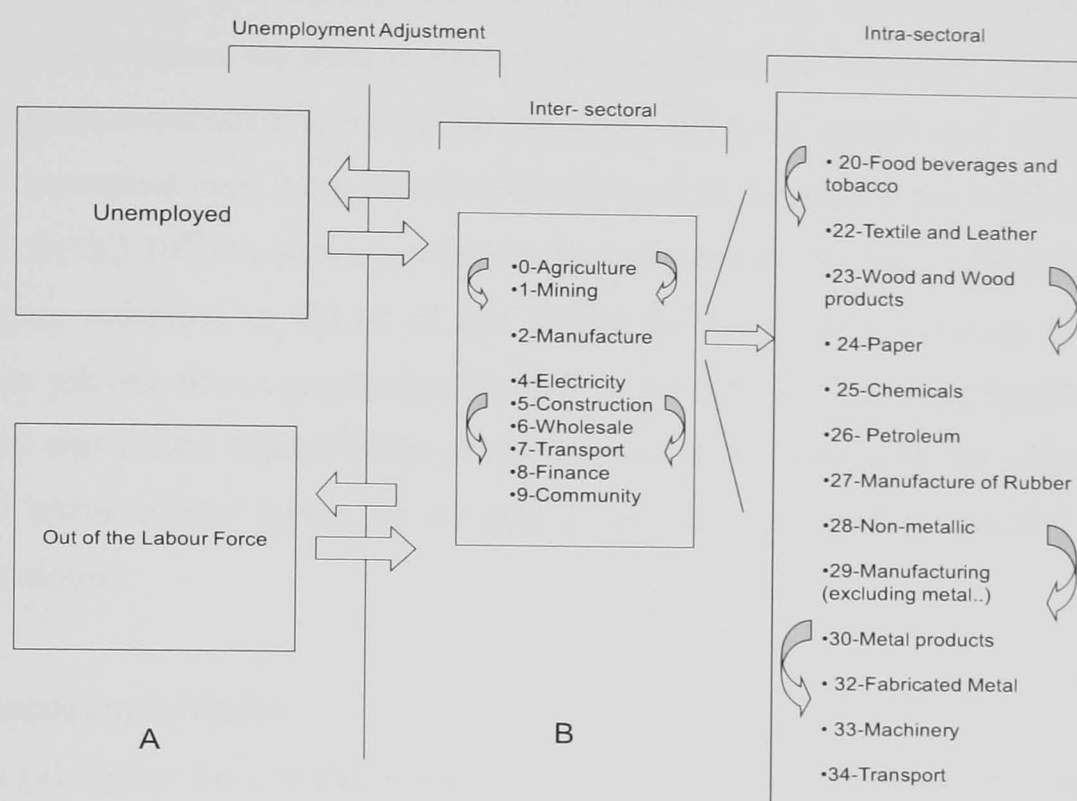 Unemployment Adjustment
Unemployed
Out of the Labour Force
A
Inter- sectoral
•0-Agriculture
•1-Mining
•2-Manufacture
•4-Electricity
•5-Construction
•6-Wholesale
•7-Transport
•8-Finance
•9-Community
B
Intra-sectoral
• 20-Food beverages and
tobacco
•22-Textile and Leather
•23-Wood and Wood
products
• 24-Paper
•25-Chemicals
•26- Petroleum
•27-Manufacture of Rubber
•28-Non-metallic
•29-Manufacturing
(excluding metal..)
•30-Metal products
• 32-Fabricated Metal
• 33-Machinery
•34-Transport